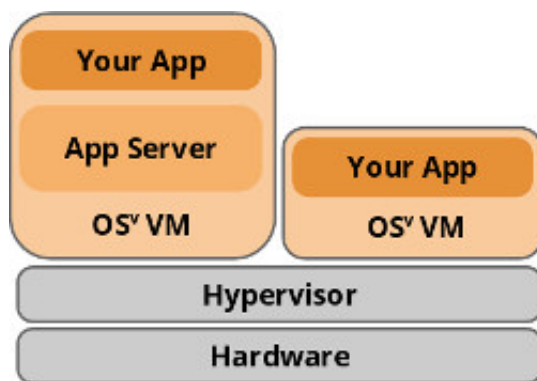 Your App
App Server
OSᵛ VM
Your App
OSᵛ VM
Hypervisor
Hardware